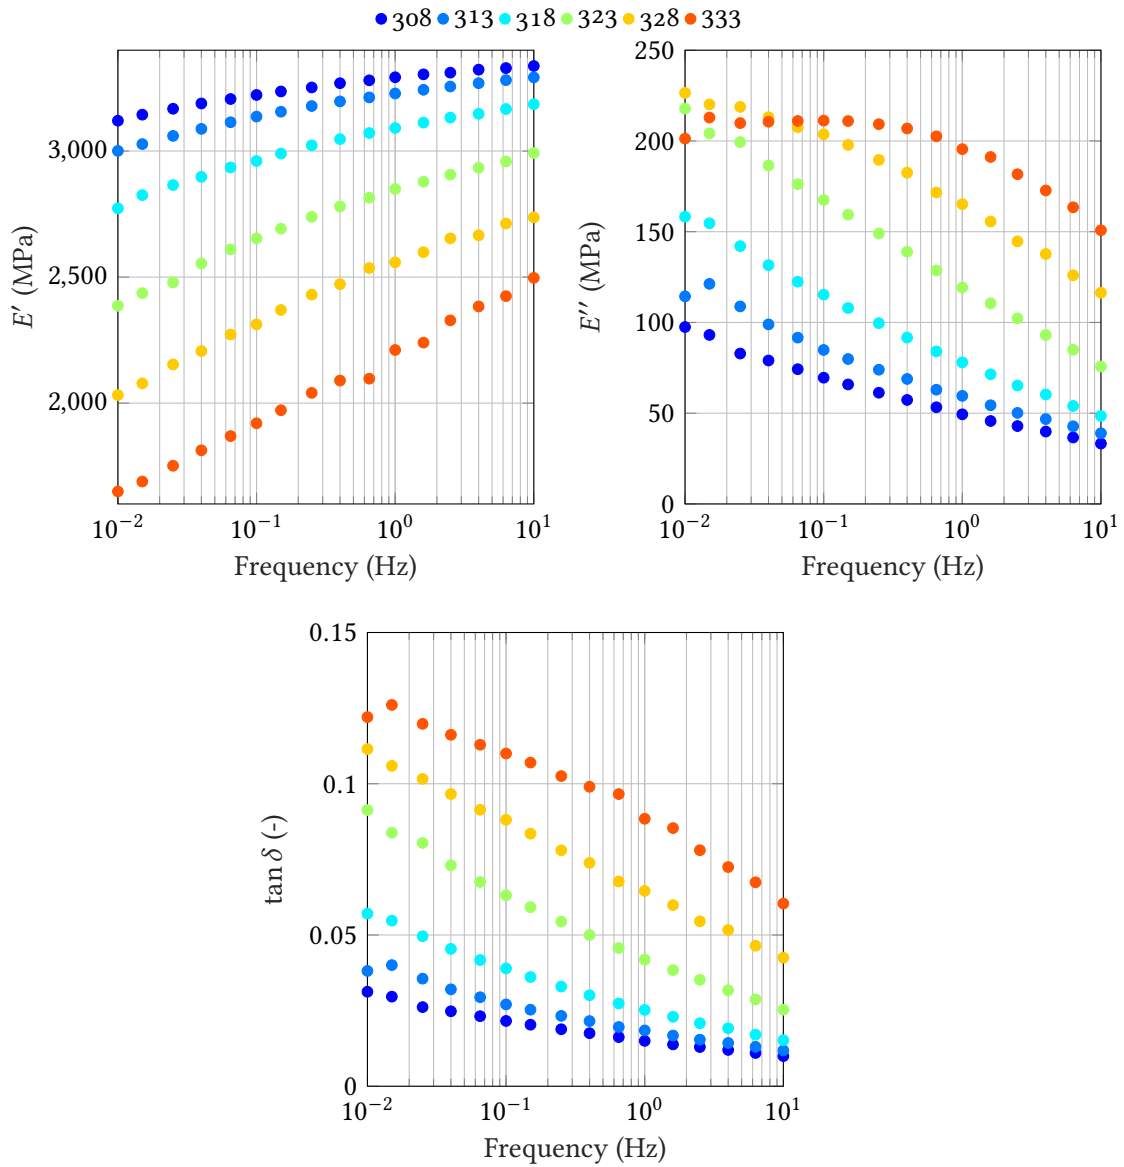 308 313 318 323 328 333
3,000
2,500
2,000
E′ (MPa)
10⁻² 10⁻¹ 10⁰ 10¹
Frequency (Hz)
250
200
150
100
50
0
E″ (MPa)
10⁻² 10⁻¹ 10⁰ 10¹
Frequency (Hz)
0.15
0.1
0.05
0
tan δ (-)
10⁻² 10⁻¹ 10⁰ 10¹
Frequency (Hz)